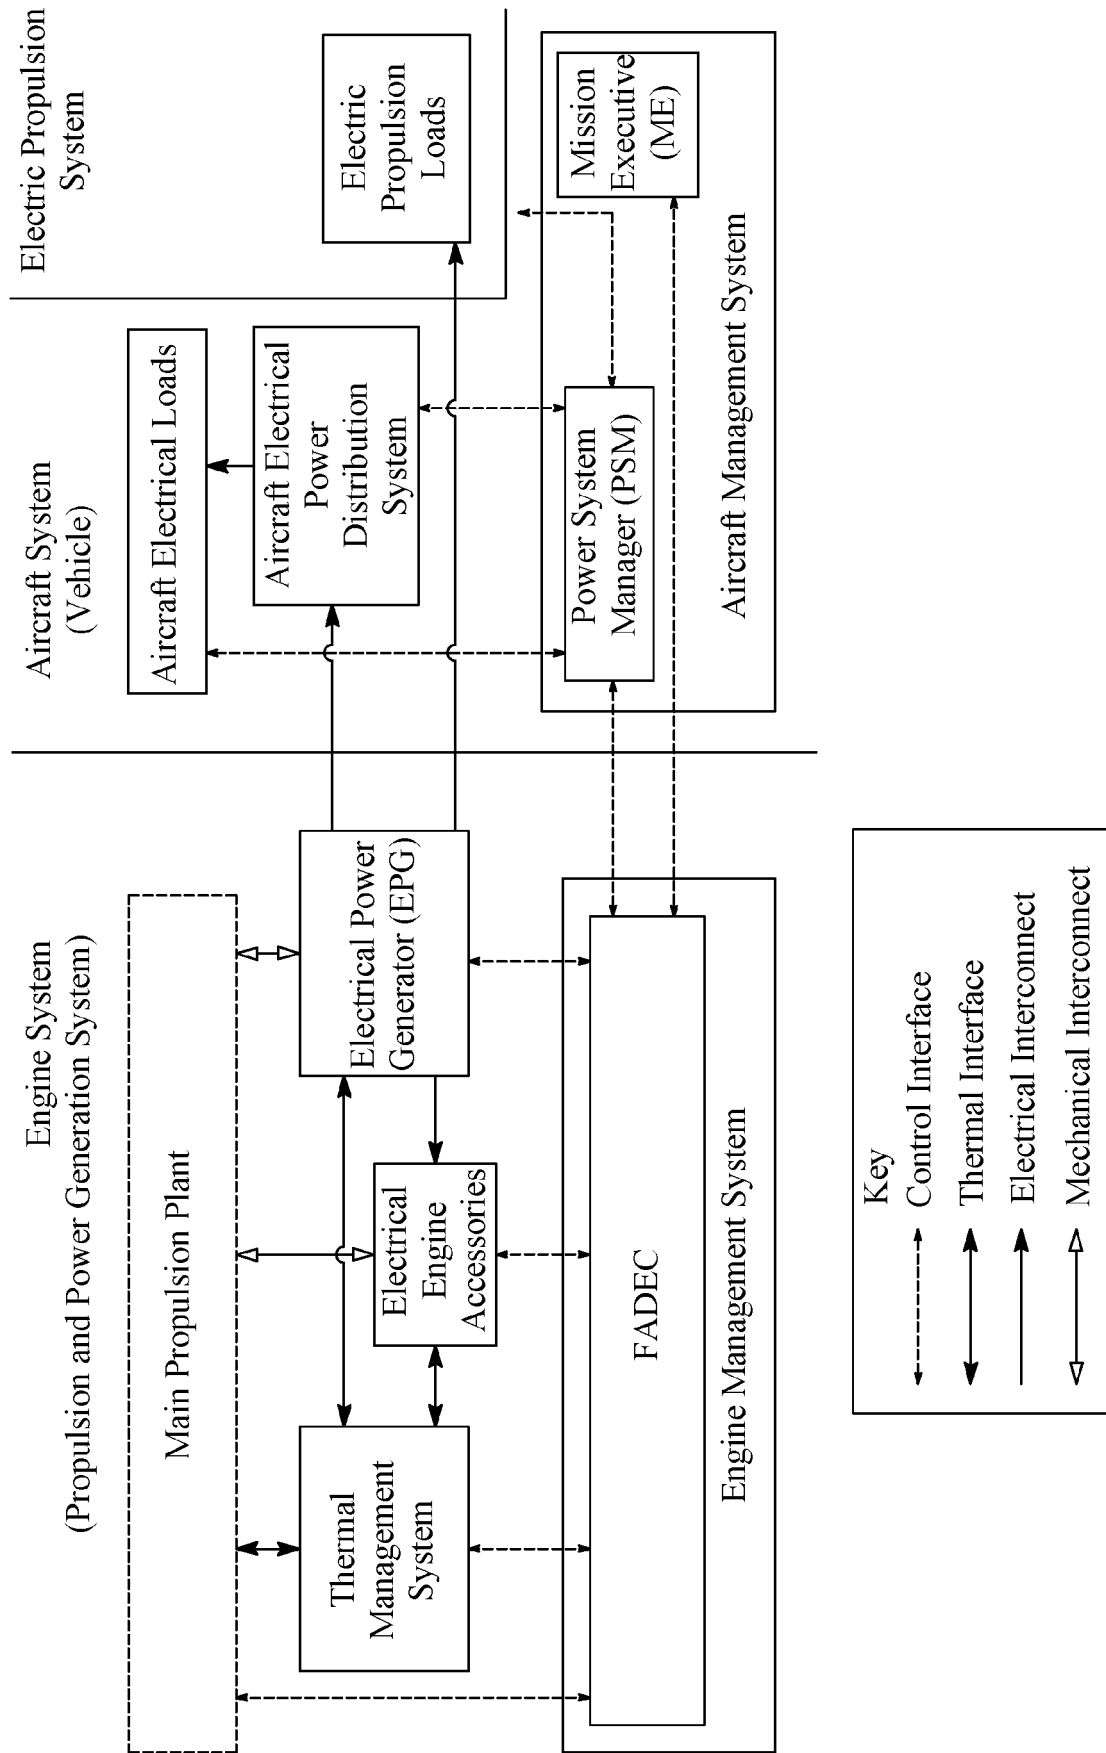 Engine System
(Propulsion and Power Generation System)
Aircraft System
(Vehicle)
Electric Propulsion
System
Main Propulsion Plant
Aircraft Electrical Loads
Thermal
Management
System
Electrical
Engine
Accessories
Electrical Power
Generator (EPG)
Aircraft Electrical
Power
Distribution
System
Electric
Propulsion
Loads
FADEC
Engine Management System
Power System
Manager (PSM)
Mission
Executive
(ME)
Aircraft Management System
Key
Control Interface
Thermal Interface
Electrical Interconnect
Mechanical Interconnect